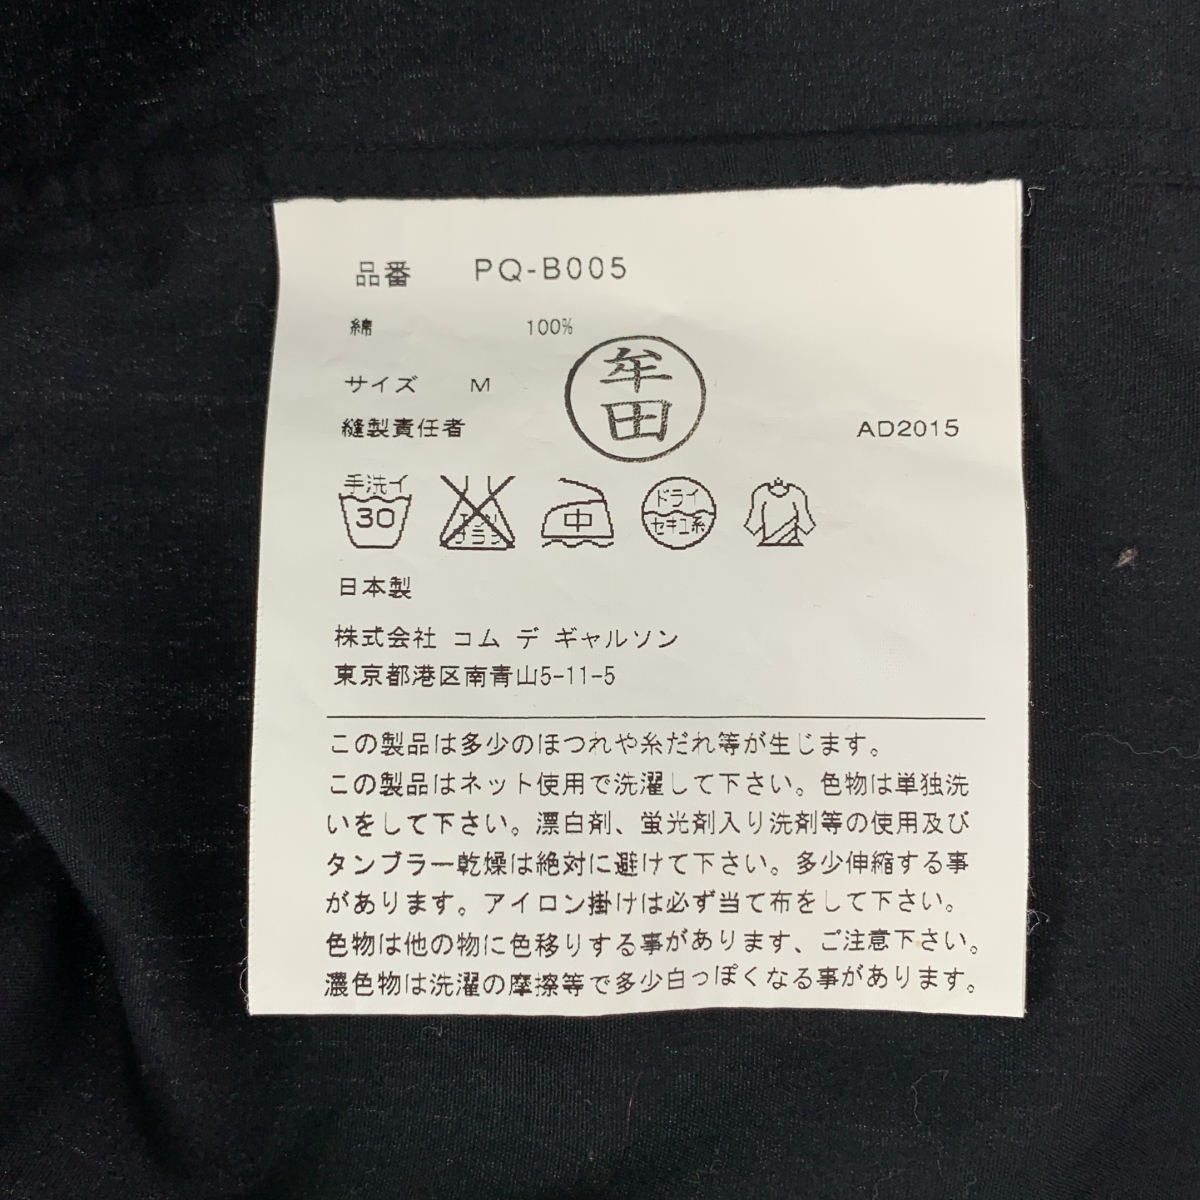 品番 PQ-B005
綿 100%
サイズ M
縫製責任者 牟田 AD2015
手洗イ 30 エンソ サラシ 中 ドライ セキユ系
日本製
株式会社 コム デ ギャルソン
東京都港区南青山5-11-5
この製品は多少のほつれや糸だれ等が生じます。
この製品はネット使用で洗濯して下さい。色物は単独洗
いをして下さい。漂白剤、蛍光剤入り洗剤等の使用及び
タンブラー乾燥は絶対に避けて下さい。多少伸縮する事
があります。アイロン掛けは必ず当て布をして下さい。
色物は他の物に色移りする事があります、ご注意下さい。
濃色物は洗濯の摩擦等で多少白っぽくなる事があります。